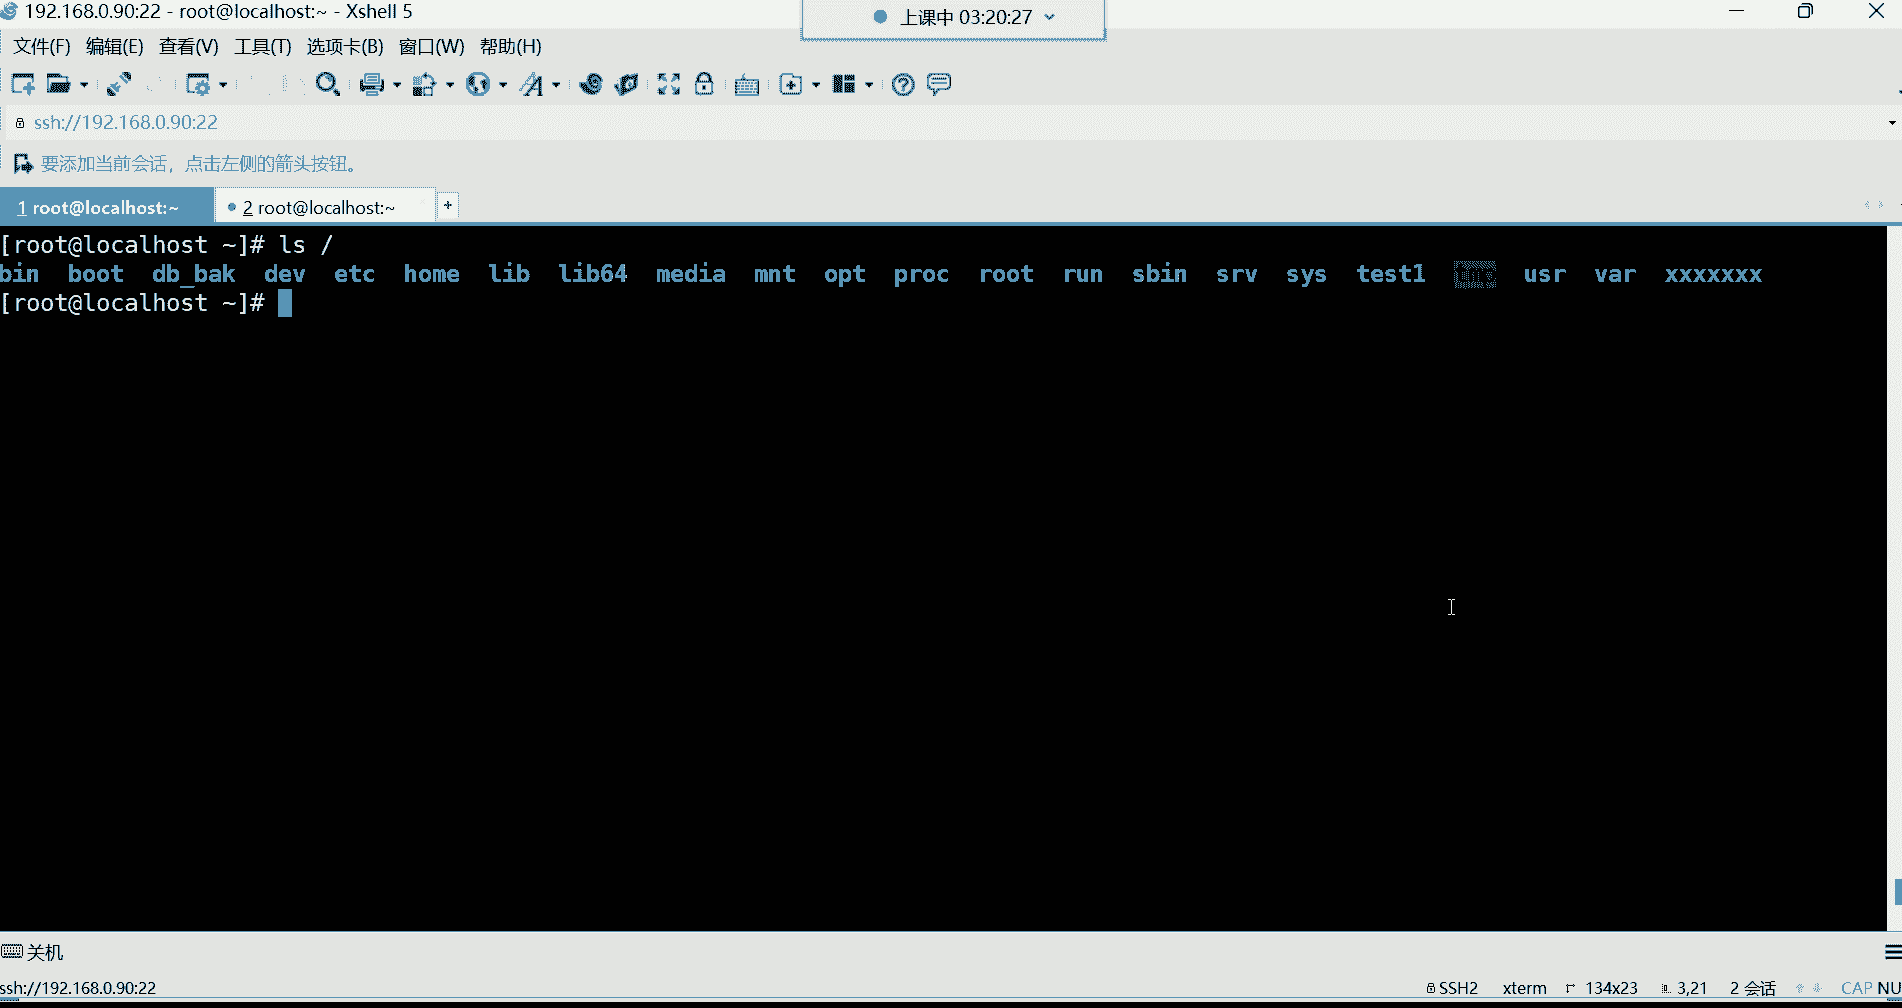 192.168.0.90:22 - root@localhost:~ - Xshell 5
上课中 03:20:27
文件(F) 编辑(E) 查看(V) 工具(T) 选项卡(B) 窗口(W) 帮助(H)
ssh://192.168.0.90:22
要添加当前会话，点击左侧的箭头按钮。
1 root@localhost:~ 2 root@localhost:~ +
[root@localhost ~]# ls /
bin boot db_bak dev etc home lib lib64 media mnt opt proc root run sbin srv sys test1 usr var xxxxxxx
[root@localhost ~]#
关机
ssh://192.168.0.90:22 SSH2 xterm 134x23 3,21 2 会话 CAP NU